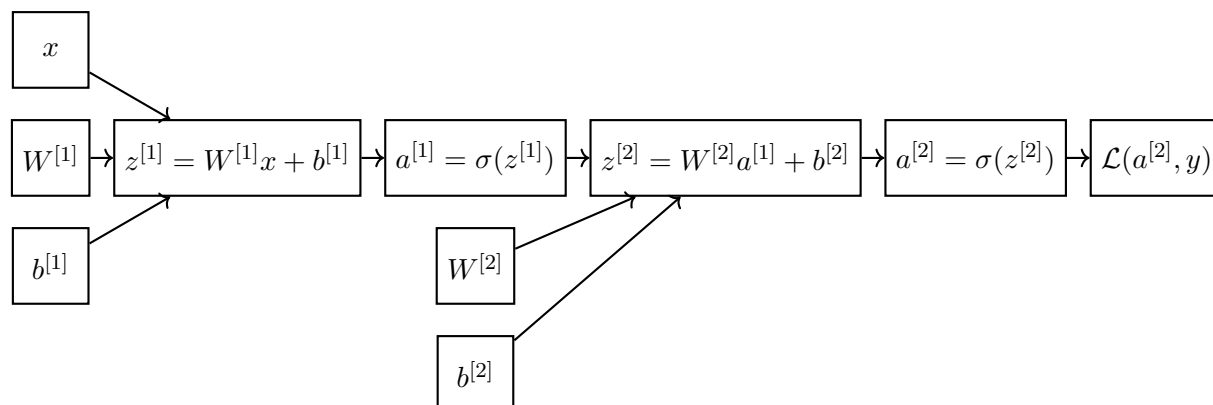 x
W^{[1]}
z^{[1]} = W^{[1]}x + b^{[1]}
a^{[1]} = σ(z^{[1]})
z^{[2]} = W^{[2]}a^{[1]} + b^{[2]}
a^{[2]} = σ(z^{[2]})
ℒ(a^{[2]}, y)
b^{[1]}
W^{[2]}
b^{[2]}